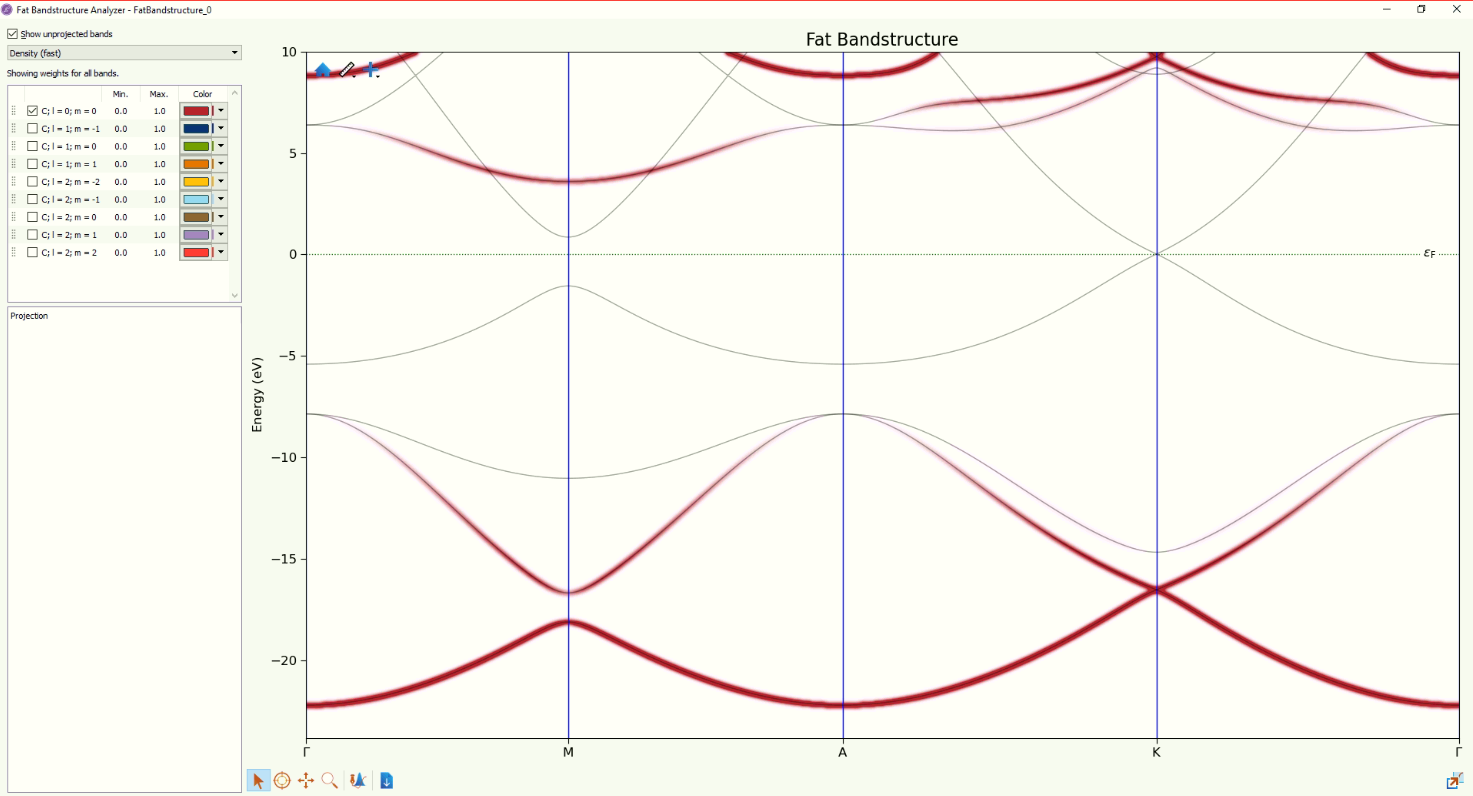 Fat Bandstructure Analyzer - FatBandstructure_0
Show unprojected bands
Density (fast)
Showing weights for all bands.
Min. Max. Color
C; l = 0; m = 0 0.0 1.0
C; l = 1; m = -1 0.0 1.0
C; l = 1; m = 0 0.0 1.0
C; l = 1; m = 1 0.0 1.0
C; l = 2; m = -2 0.0 1.0
C; l = 2; m = -1 0.0 1.0
C; l = 2; m = 0 0.0 1.0
C; l = 2; m = 1 0.0 1.0
C; l = 2; m = 2 0.0 1.0
Projection
Fat Bandstructure
10
5
0
−5
−10
−15
−20
Energy (eV)
εF
Γ M A K Γ